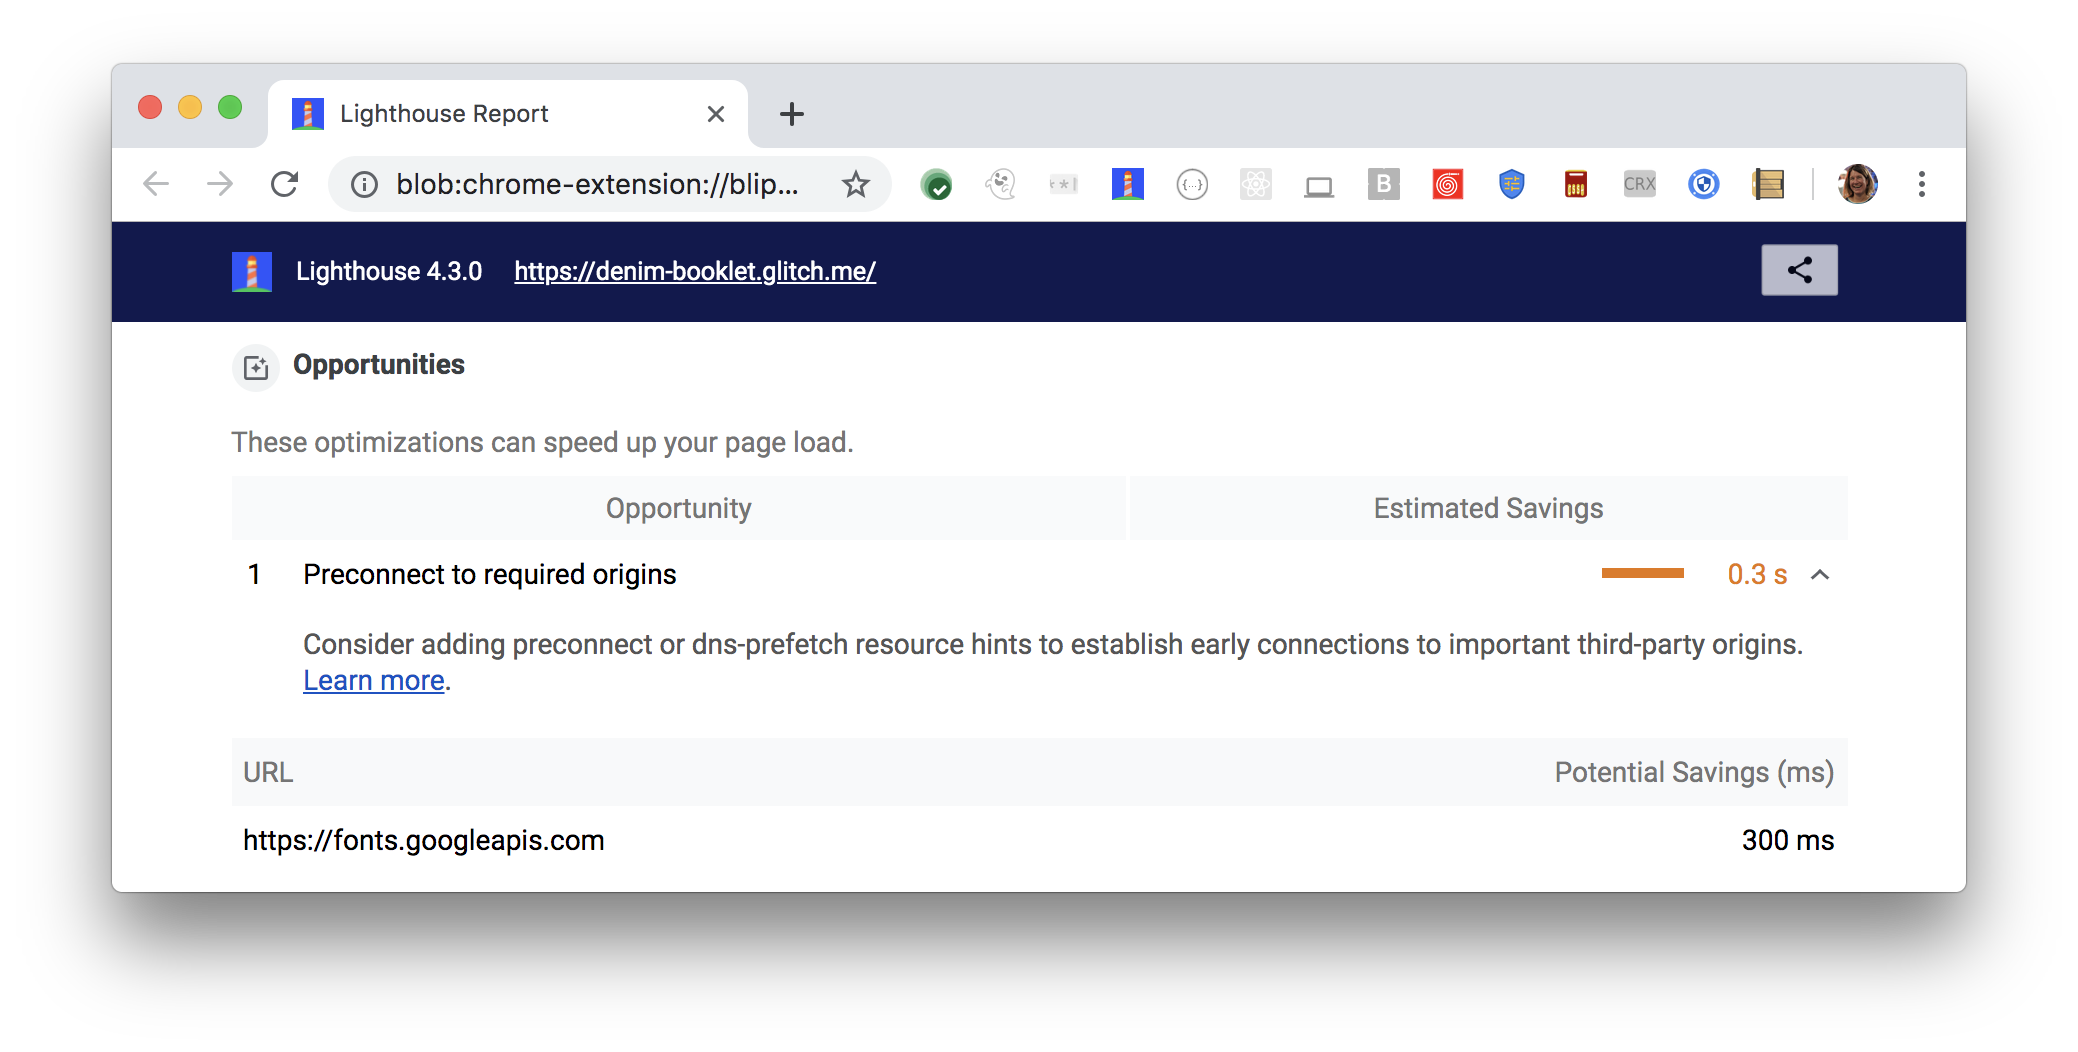 Lighthouse Report
blob:chrome-extension://blip...
{...}
B
CRX
Lighthouse 4.3.0 https://denim-booklet.glitch.me/
Opportunities
These optimizations can speed up your page load.
Opportunity Estimated Savings
1 Preconnect to required origins 0.3 s
Consider adding preconnect or dns-prefetch resource hints to establish early connections to important third-party origins.
Learn more.
URL Potential Savings (ms)
https://fonts.googleapis.com 300 ms